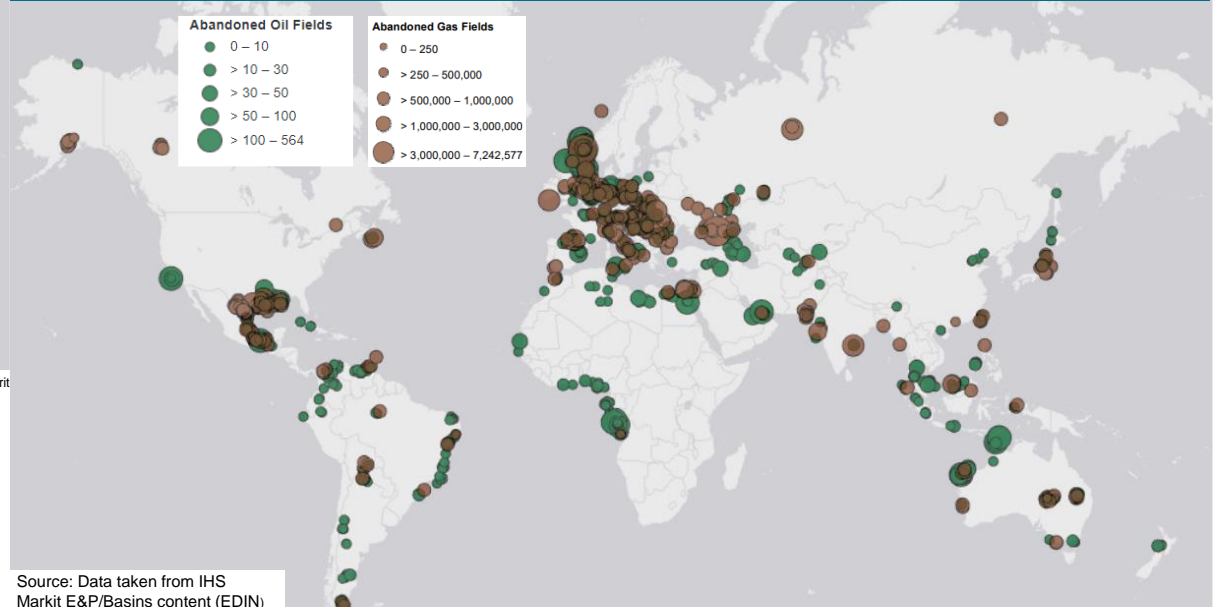 Abandoned Oil Fields
0 – 10
> 10 – 30
> 30 – 50
> 50 – 100
> 100 – 564
Abandoned Gas Fields
0 – 250
> 250 – 500,000
> 500,000 – 1,000,000
> 1,000,000 – 3,000,000
> 3,000,000 – 7,242,577
rit
Source: Data taken from IHS
Markit E&P/Basins content (EDIN)